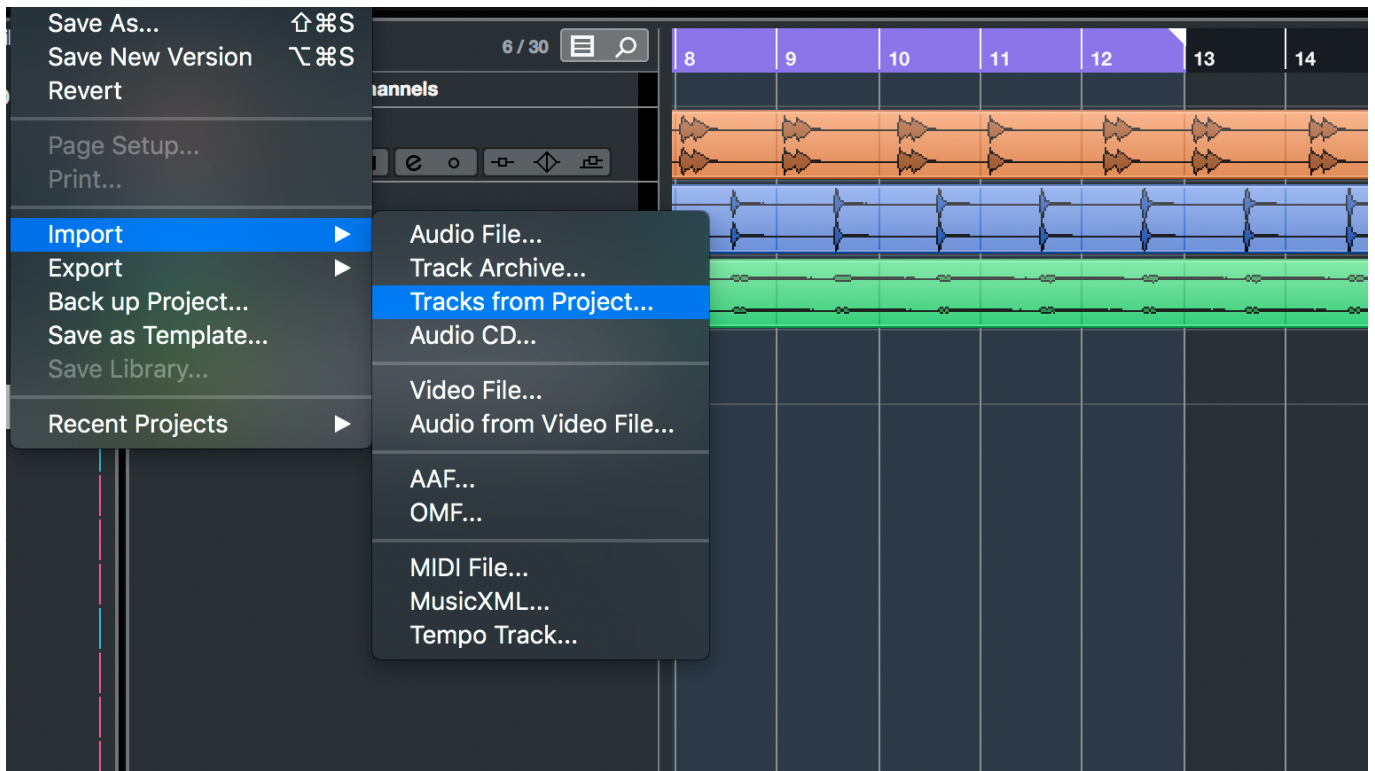 Save As... ⇧⌘S
Save New Version ⌥⌘S
Revert
Page Setup...
Print...
Import
Export
Back up Project...
Save as Template...
Save Library...
Recent Projects
Audio File...
Track Archive...
Tracks from Project...
Audio CD...
Video File...
Audio from Video File...
AAF...
OMF...
MIDI File...
MusicXML...
Tempo Track...
6 / 30
annels
e
8 9 10 11 12 13 14